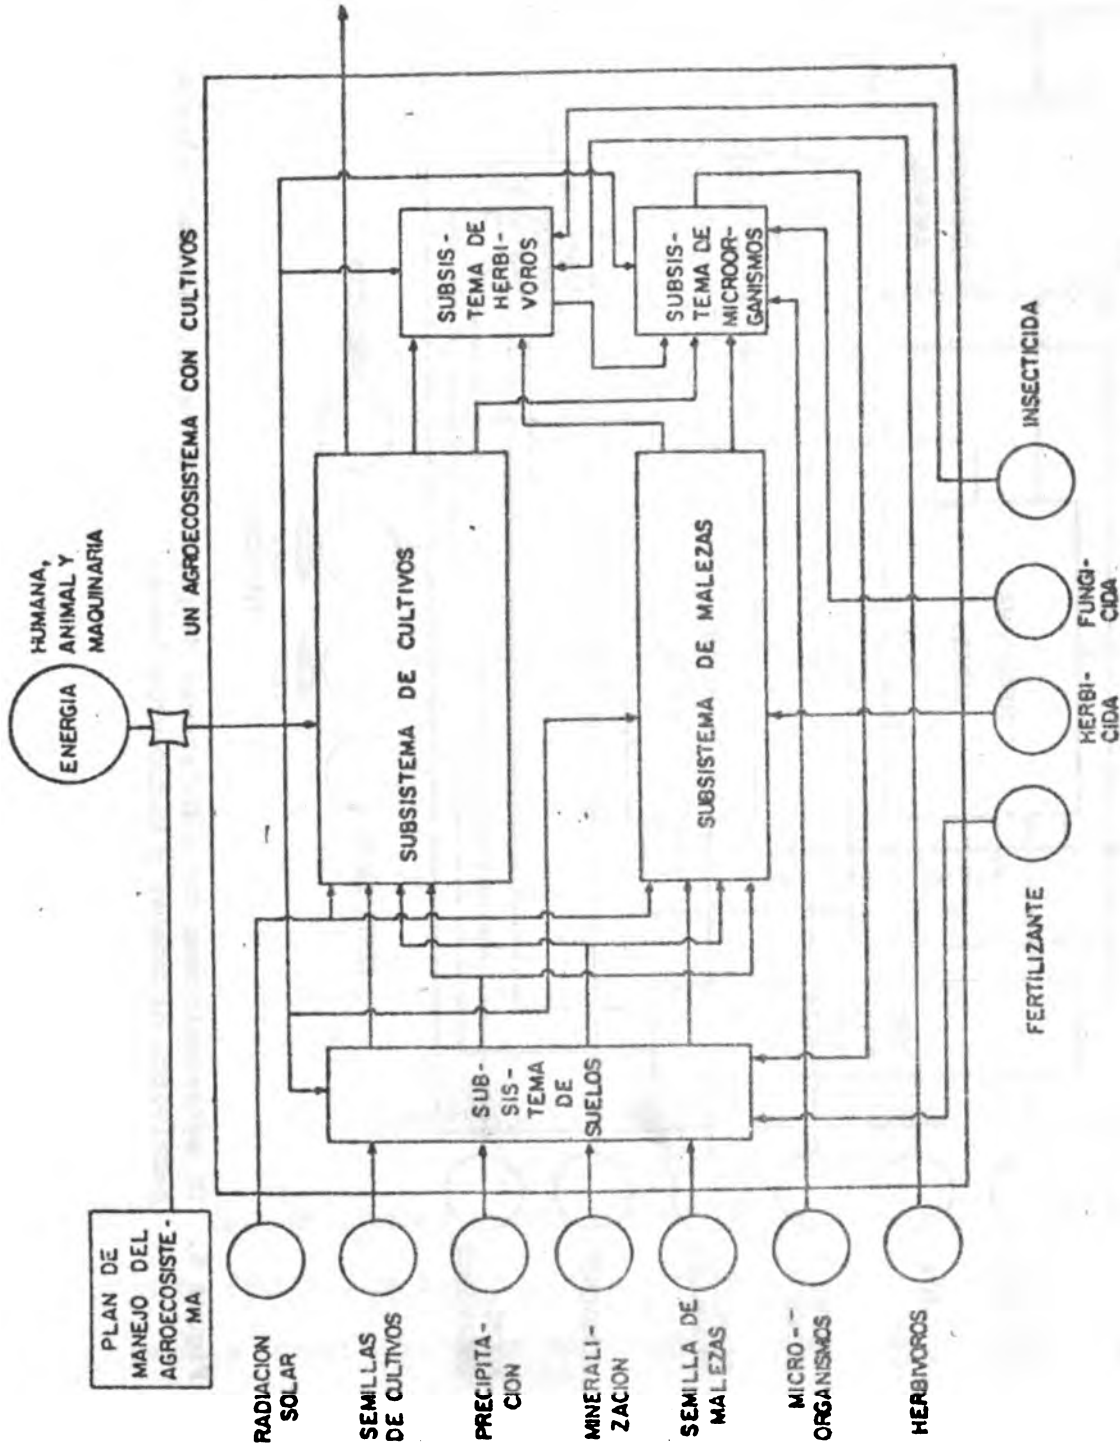 HUMANA,
ANIMAL Y
MAQUINARIA
ENERGIA
UN AGROECOSISTEMA CON CULTIVOS
PLAN DE
MANEJO DEL
AGROECOSISTE-
MA
RADIACION
SOLAR
SEMILLAS
DE CULTIVOS
PRECIPITA-
CION
MINERALI-
ZACION
SEMILLA DE
MALEZAS
MICRO-
ORGANISMOS
HERBIVOROS
SUB-
SIS-
TEMA
DE
SUELOS
SUBSISTEMA DE CULTIVOS
SUBSISTEMA DE MALEZAS
SUBSIS-
TEMA DE
HERBI-
VOROS
SUBSIS-
TEMA DE
MICROOR-
GANISMOS
FERTILIZANTE
HERBI-
CIDA
FUNGI-
CIDA
INSECTICIDA